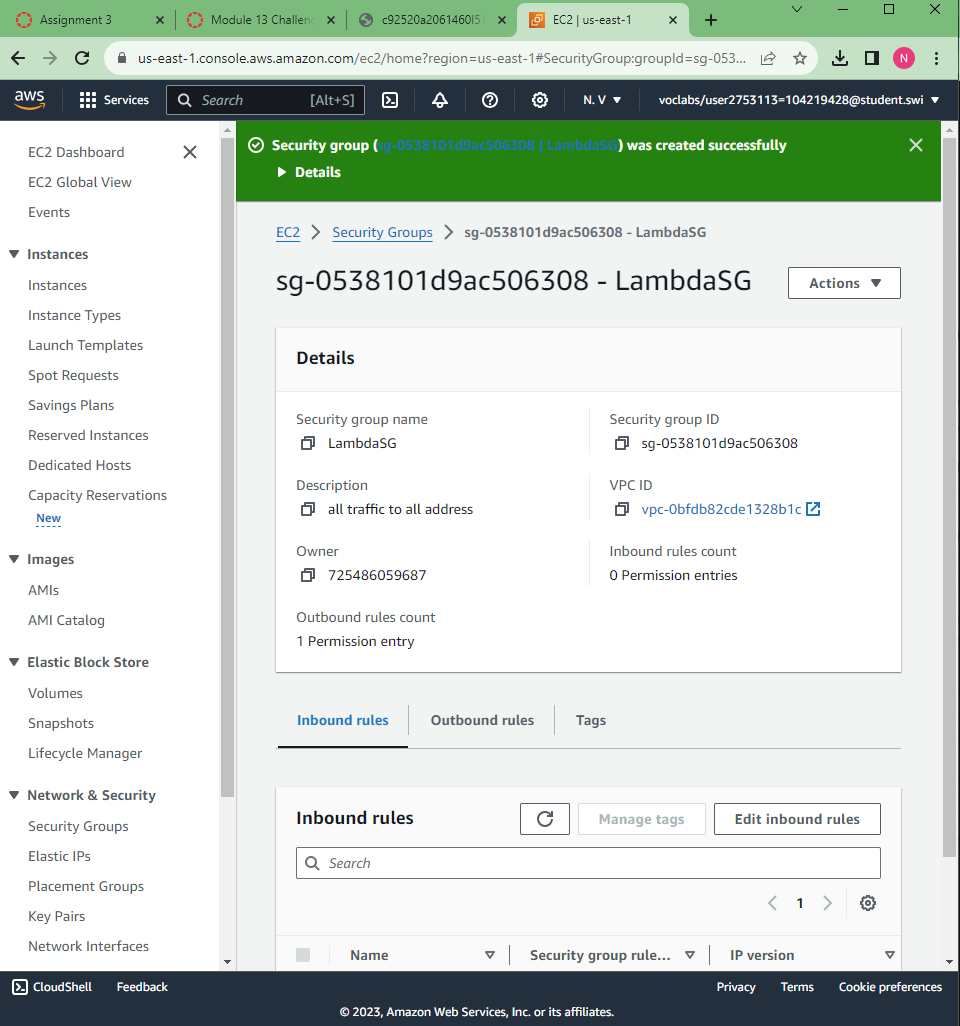 Assignment 3
Module 13 Challen
c92520a2061460l51
EC2 | us-east-1
us-east-1.console.aws.amazon.com/ec2/home?region=us-east-1#SecurityGroup:groupId=sg-053...
N
aws
Services
Search [Alt+S]
N. V
voclabs/user2753113=104219428@student.swi
EC2 Dashboard
EC2 Global View
Events
Instances
Instances
Instance Types
Launch Templates
Spot Requests
Savings Plans
Reserved Instances
Dedicated Hosts
Capacity Reservations
New
Images
AMIs
AMI Catalog
Elastic Block Store
Volumes
Snapshots
Lifecycle Manager
Network & Security
Security Groups
Elastic IPs
Placement Groups
Key Pairs
Network Interfaces
Security group (sg-0538101d9ac506308 | LambdaSG) was created successfully
Details
EC2 > Security Groups > sg-0538101d9ac506308 - LambdaSG
sg-0538101d9ac506308 - LambdaSG
Actions
Details
Security group name
LambdaSG
Security group ID
sg-0538101d9ac506308
Description
all traffic to all address
VPC ID
vpc-0bfdb82cde1328b1c
Owner
725486059687
Inbound rules count
0 Permission entries
Outbound rules count
1 Permission entry
Inbound rules
Outbound rules
Tags
Inbound rules
Manage tags
Edit inbound rules
Search
1
Name
Security group rule...
IP version
CloudShell
Feedback
Privacy
Terms
Cookie preferences
© 2023, Amazon Web Services, Inc. or its affiliates.